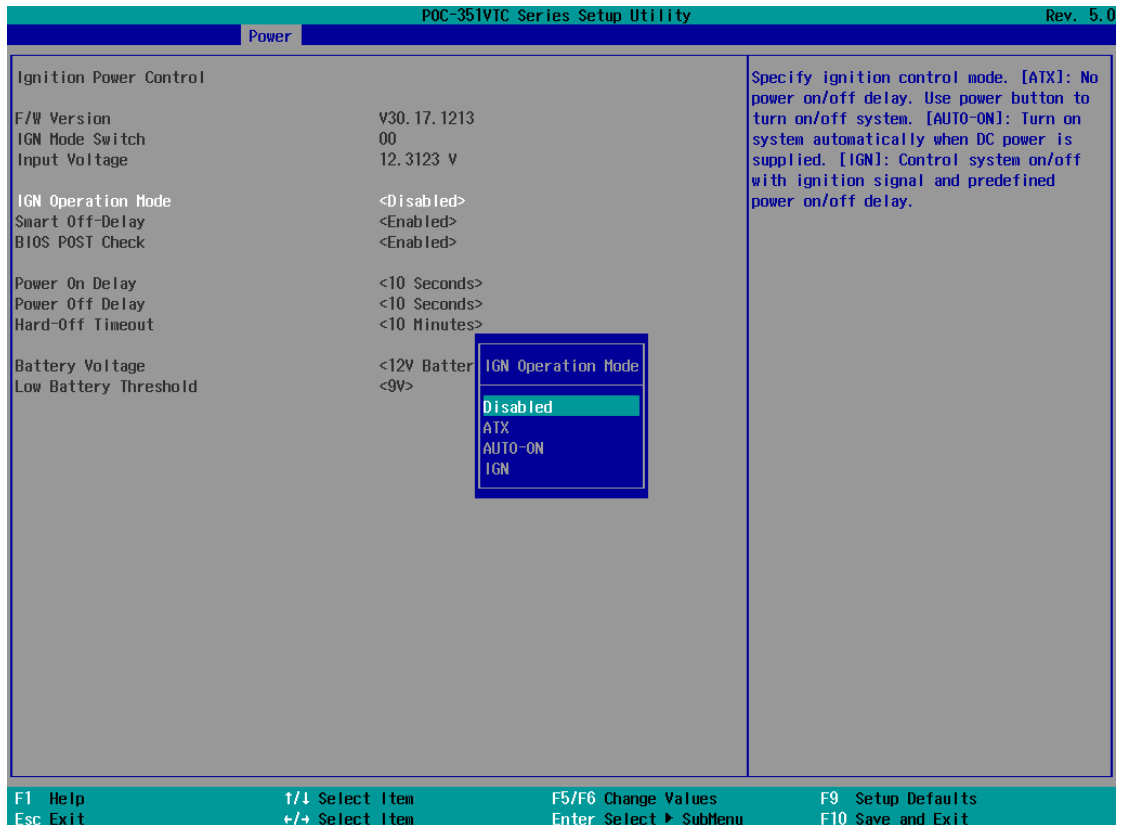 POC-351VTC Series Setup Utility Rev. 5.0
Power
Ignition Power Control
F/W Version V30.17.1213
IGN Mode Switch 00
Input Voltage 12.3123 V
IGN Operation Mode <Disabled>
Smart Off-Delay <Enabled>
BIOS POST Check <Enabled>
Power On Delay <10 Seconds>
Power Off Delay <10 Seconds>
Hard-Off Timeout <10 Minutes>
Battery Voltage <12V Batter
Low Battery Threshold <9V>
IGN Operation Mode
Disabled
ATX
AUTO-ON
IGN
Specify ignition control mode. [ATX]: No
power on/off delay. Use power button to
turn on/off system. [AUTO-ON]: Turn on
system automatically when DC power is
supplied. [IGN]: Control system on/off
with ignition signal and predefined
power on/off delay.
F1 Help ↑/↓ Select Item F5/F6 Change Values F9 Setup Defaults
Esc Exit ←/→ Select Item Enter Select ▶ SubMenu F10 Save and Exit